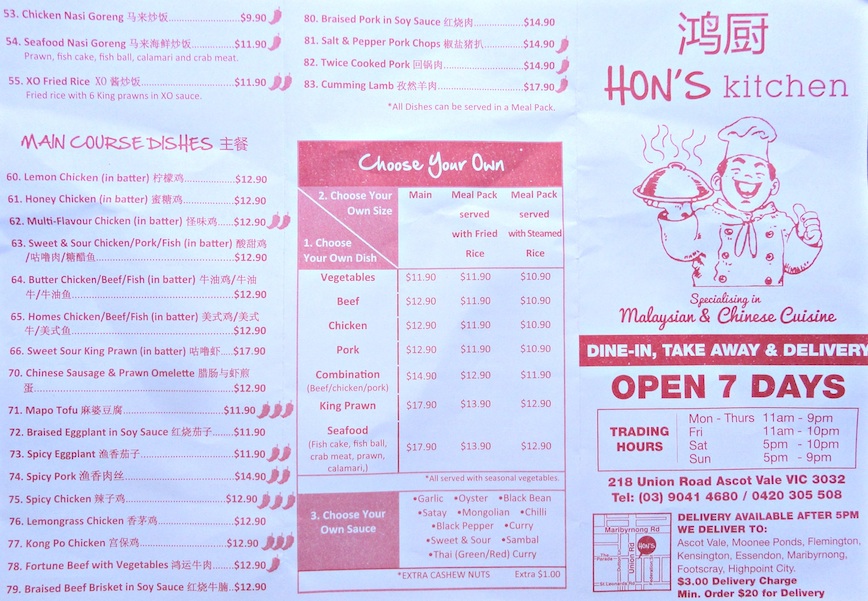 53. Chicken Nasi Goreng 马来炒饭 $9.90
54. Seafood Nasi Goreng 马来海鲜炒饭 $11.90
Prawn, fish cake, fish ball, calamari and crab meat.
55. XO Fried Rice XO 酱炒饭 $11.90
Fried rice with 6 King prawns in XO sauce.
MAIN COURSE DISHES 主餐
60. Lemon Chicken (in batter) 柠檬鸡 $12.90
61. Honey Chicken (in batter) 蜜糖鸡 $12.90
62. Multi-Flavour Chicken (in batter) 怪味鸡 $12.90
63. Sweet & Sour Chicken/Pork/Fish (in batter) 酸甜鸡
/咕噜肉/糖醋鱼 $12.90
64. Butter Chicken/Beef/Fish (in batter) 牛油鸡/牛油
牛/牛油鱼 $12.90
65. Homes Chicken/Beef/Fish (in batter) 美式鸡/美式
牛/美式鱼 $12.90
66. Sweet Sour King Prawn (in batter) 咕噜虾 $17.90
70. Chinese Sausage & Prawn Omelette 腊肠与虾煎
蛋 $12.90
71. Mapo Tofu 麻婆豆腐 $11.90
72. Braised Eggplant in Soy Sauce 红烧茄子 $11.90
73. Spicy Eggplant 渔香茄子 $11.90
74. Spicy Pork 渔香肉丝 $14.90
75. Spicy Chicken 辣子鸡 $12.90
76. Lemongrass Chicken 香茅鸡 $12.90
77. Kong Po Chicken 宫保鸡 $12.90
78. Fortune Beef with Vegetables 鸿运牛肉 $12.90
79. Braised Beef Brisket in Soy Sauce 红烧牛腩 $12.90
80. Braised Pork in Soy Sauce 红烧肉 $14.90
81. Salt & Pepper Pork Chops 椒盐猪扒 $14.90
82. Twice Cooked Pork 回锅肉 $14.90
83. Cumming Lamb 孜然羊肉 $17.90
*All Dishes can be served in a Meal Pack.
Choose Your Own
2. Choose Your Own Size
1. Choose Your Own Dish
Main
Meal Pack served with Fried Rice
Meal Pack served with Steamed Rice
Vegetables $11.90 $11.90 $10.90
Beef $12.90 $11.90 $10.90
Chicken $12.90 $11.90 $10.90
Pork $12.90 $11.90 $10.90
Combination $14.90 $12.90 $11.90
(Beef/chicken/pork)
King Prawn $17.90 $13.90 $12.90
Seafood
(Fish cake, fish ball, crab meat, prawn, calamari,) $17.90 $13.90 $12.90
*All served with seasonal vegetables.
3. Choose Your Own Sauce
•Garlic •Oyster •Black Bean
•Satay •Mongolian •Chilli
•Black Pepper •Curry
•Sweet & Sour •Sambal
•Thai (Green/Red) Curry
*EXTRA CASHEW NUTS Extra $1.00
鸿厨
HON'S kitchen
Specialising in
Malaysian & Chinese Cuisine
DINE-IN, TAKE AWAY & DELIVERY
OPEN 7 DAYS
TRADING HOURS
Mon - Thurs 11am - 9pm
Fri 11am - 10pm
Sat 5pm - 10pm
Sun 5pm - 9pm
218 Union Road Ascot Vale VIC 3032
Tel: (03) 9041 4680 / 0420 305 508
Maribyrnong Rd
Union Rd
HON'S
The Parade
St Leonards Rd
DELIVERY AVAILABLE AFTER 5PM
WE DELIVER TO:
Ascot Vale, Moonee Ponds, Flemington,
Kensington, Essendon, Maribyrnong,
Footscray, Highpoint City.
$3.00 Delivery Charge
Min. Order $20 for Delivery